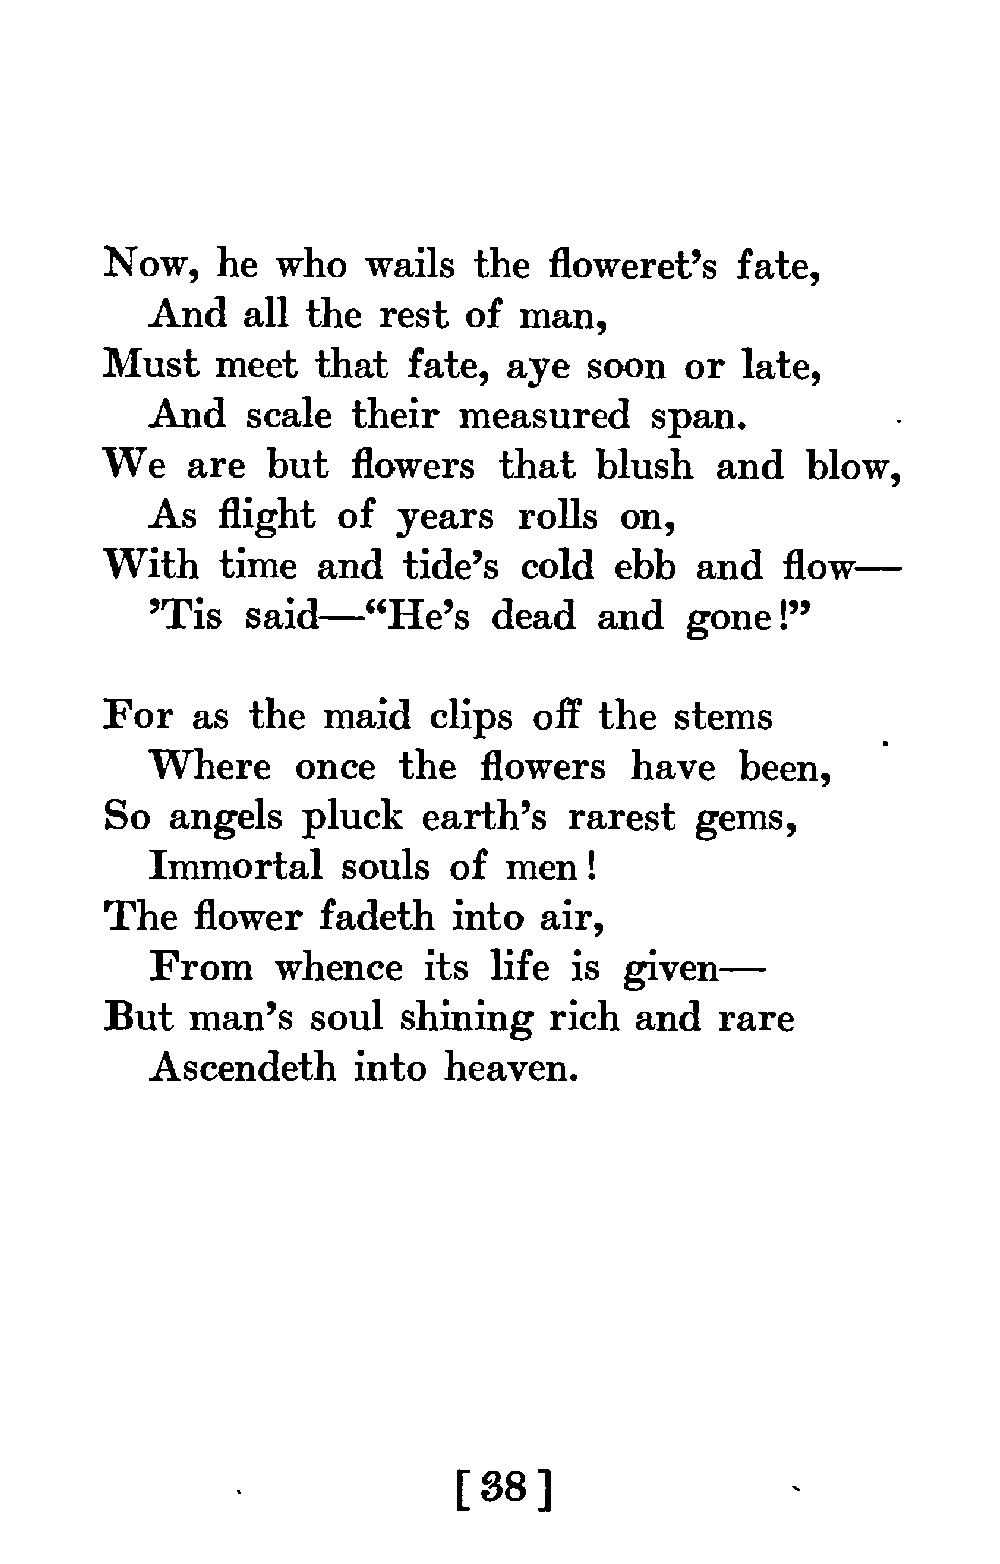 Now, he who wails the floweret's fate,
And all the rest of man,
Must meet that fate, aye soon or late,
And scale their measured span.
We are but flowers that blush and blow,
As flight of years rolls on,
With time and tide's cold ebb and flow—
'Tis said—“He's dead and gone!”

For as the maid clips off the stems
Where once the flowers have been,
So angels pluck earth's rarest gems,
Immortal souls of men!
The flower fadeth into air,
From whence its life is given—
But man's soul shining rich and rare
Ascendeth into heaven.

[38]